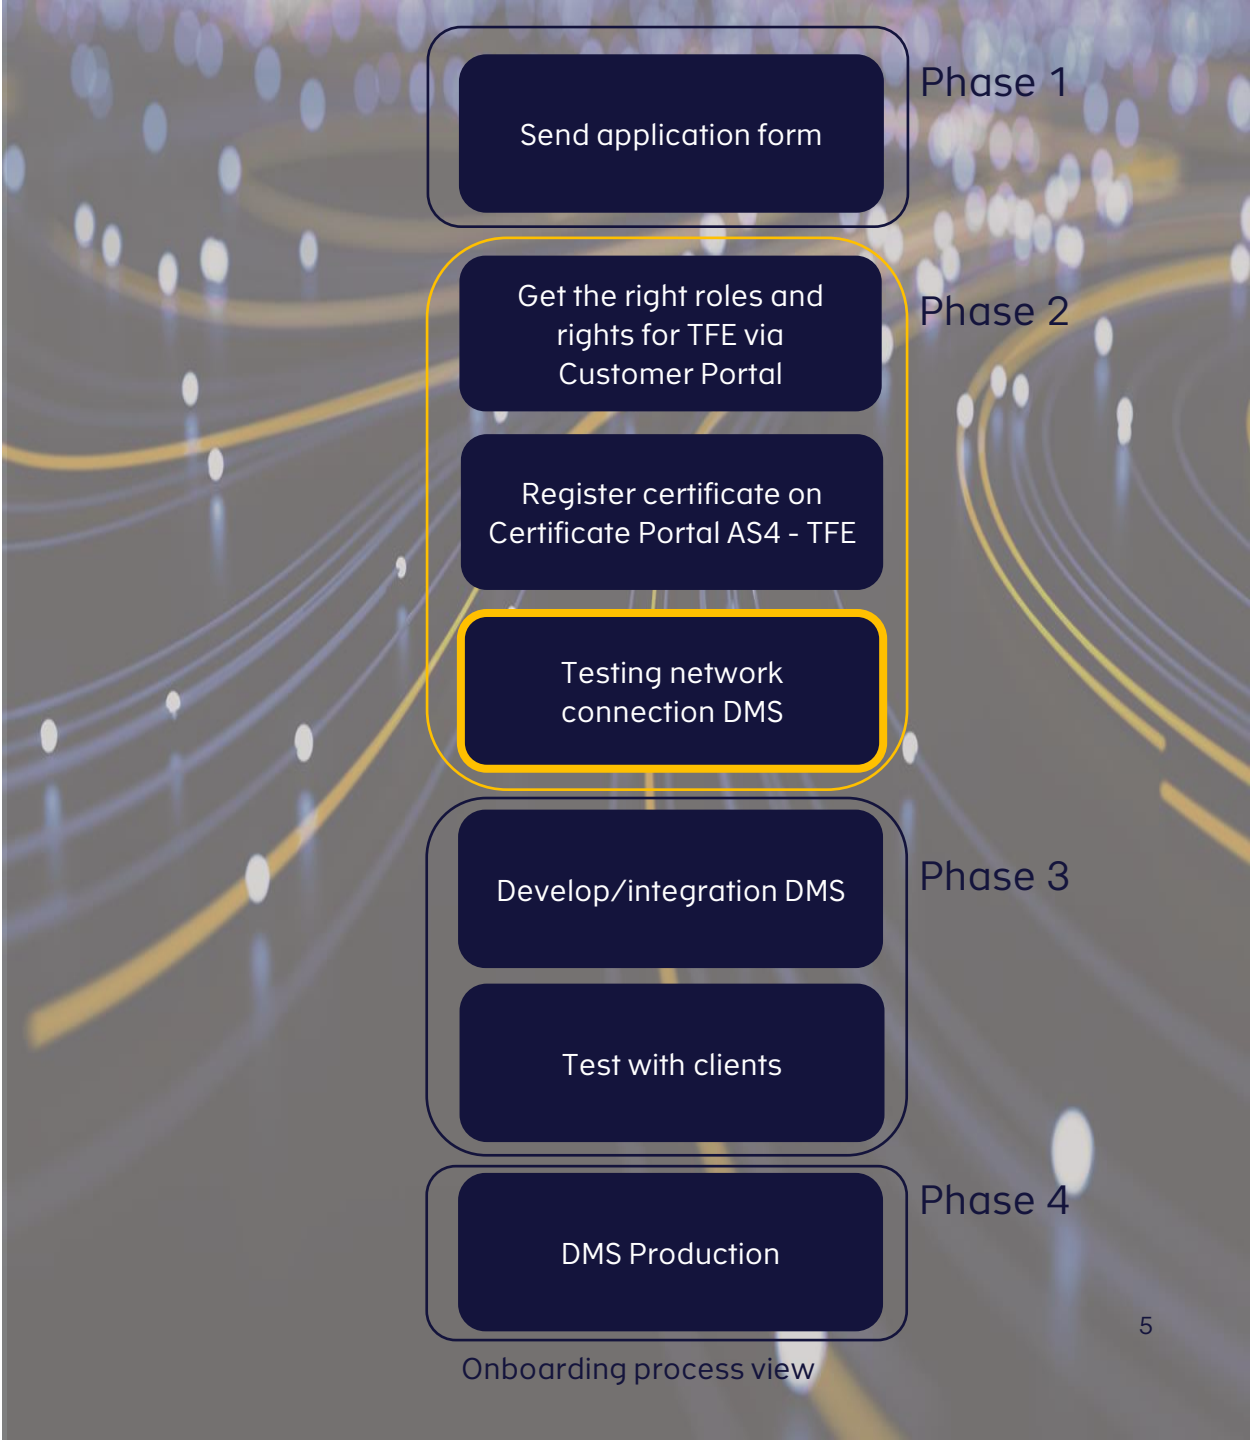 Phase 1
Send application form
Phase 2
Get the right roles and
rights for TFE via
Customer Portal
Register certificate on
Certificate Portal AS4 - TFE
Testing network
connection DMS
Phase 3
Develop/integration DMS
Test with clients
Phase 4
DMS Production
5
Onboarding process view